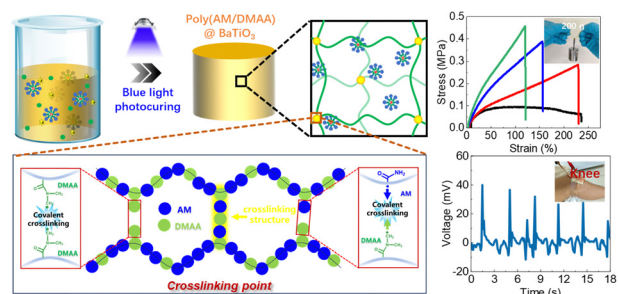 Poly(AM/DMAA)
@ BaTiO3
Blue light
photocuring
DMAA
Covalent
crosslinking
DMAA
AM
DMAA
crosslinking
structure
NH2
AM
Covalent
crosslinking
DMAA
Crosslinking point
200 g
Stress (MPa)
0.5
0.4
0.3
0.2
0.1
0.0
0 50 100 150 200 250
Strain (%)
Knee
Voltage (mV)
60
40
20
0
-20
0 3 6 9 12 15 18
Time (s)